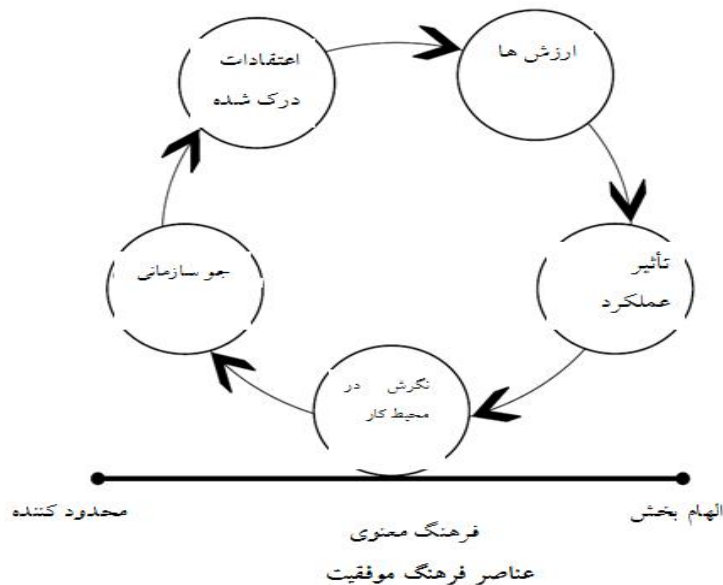 اعتقادات
درک شده
ارزش ها
تأثیر
عملکرد
نگرش در
محیط کار
جو سازمانی
الهام بخش
محدود کننده
فرهنگ معنوی
عناصر فرهنگ موفقیت